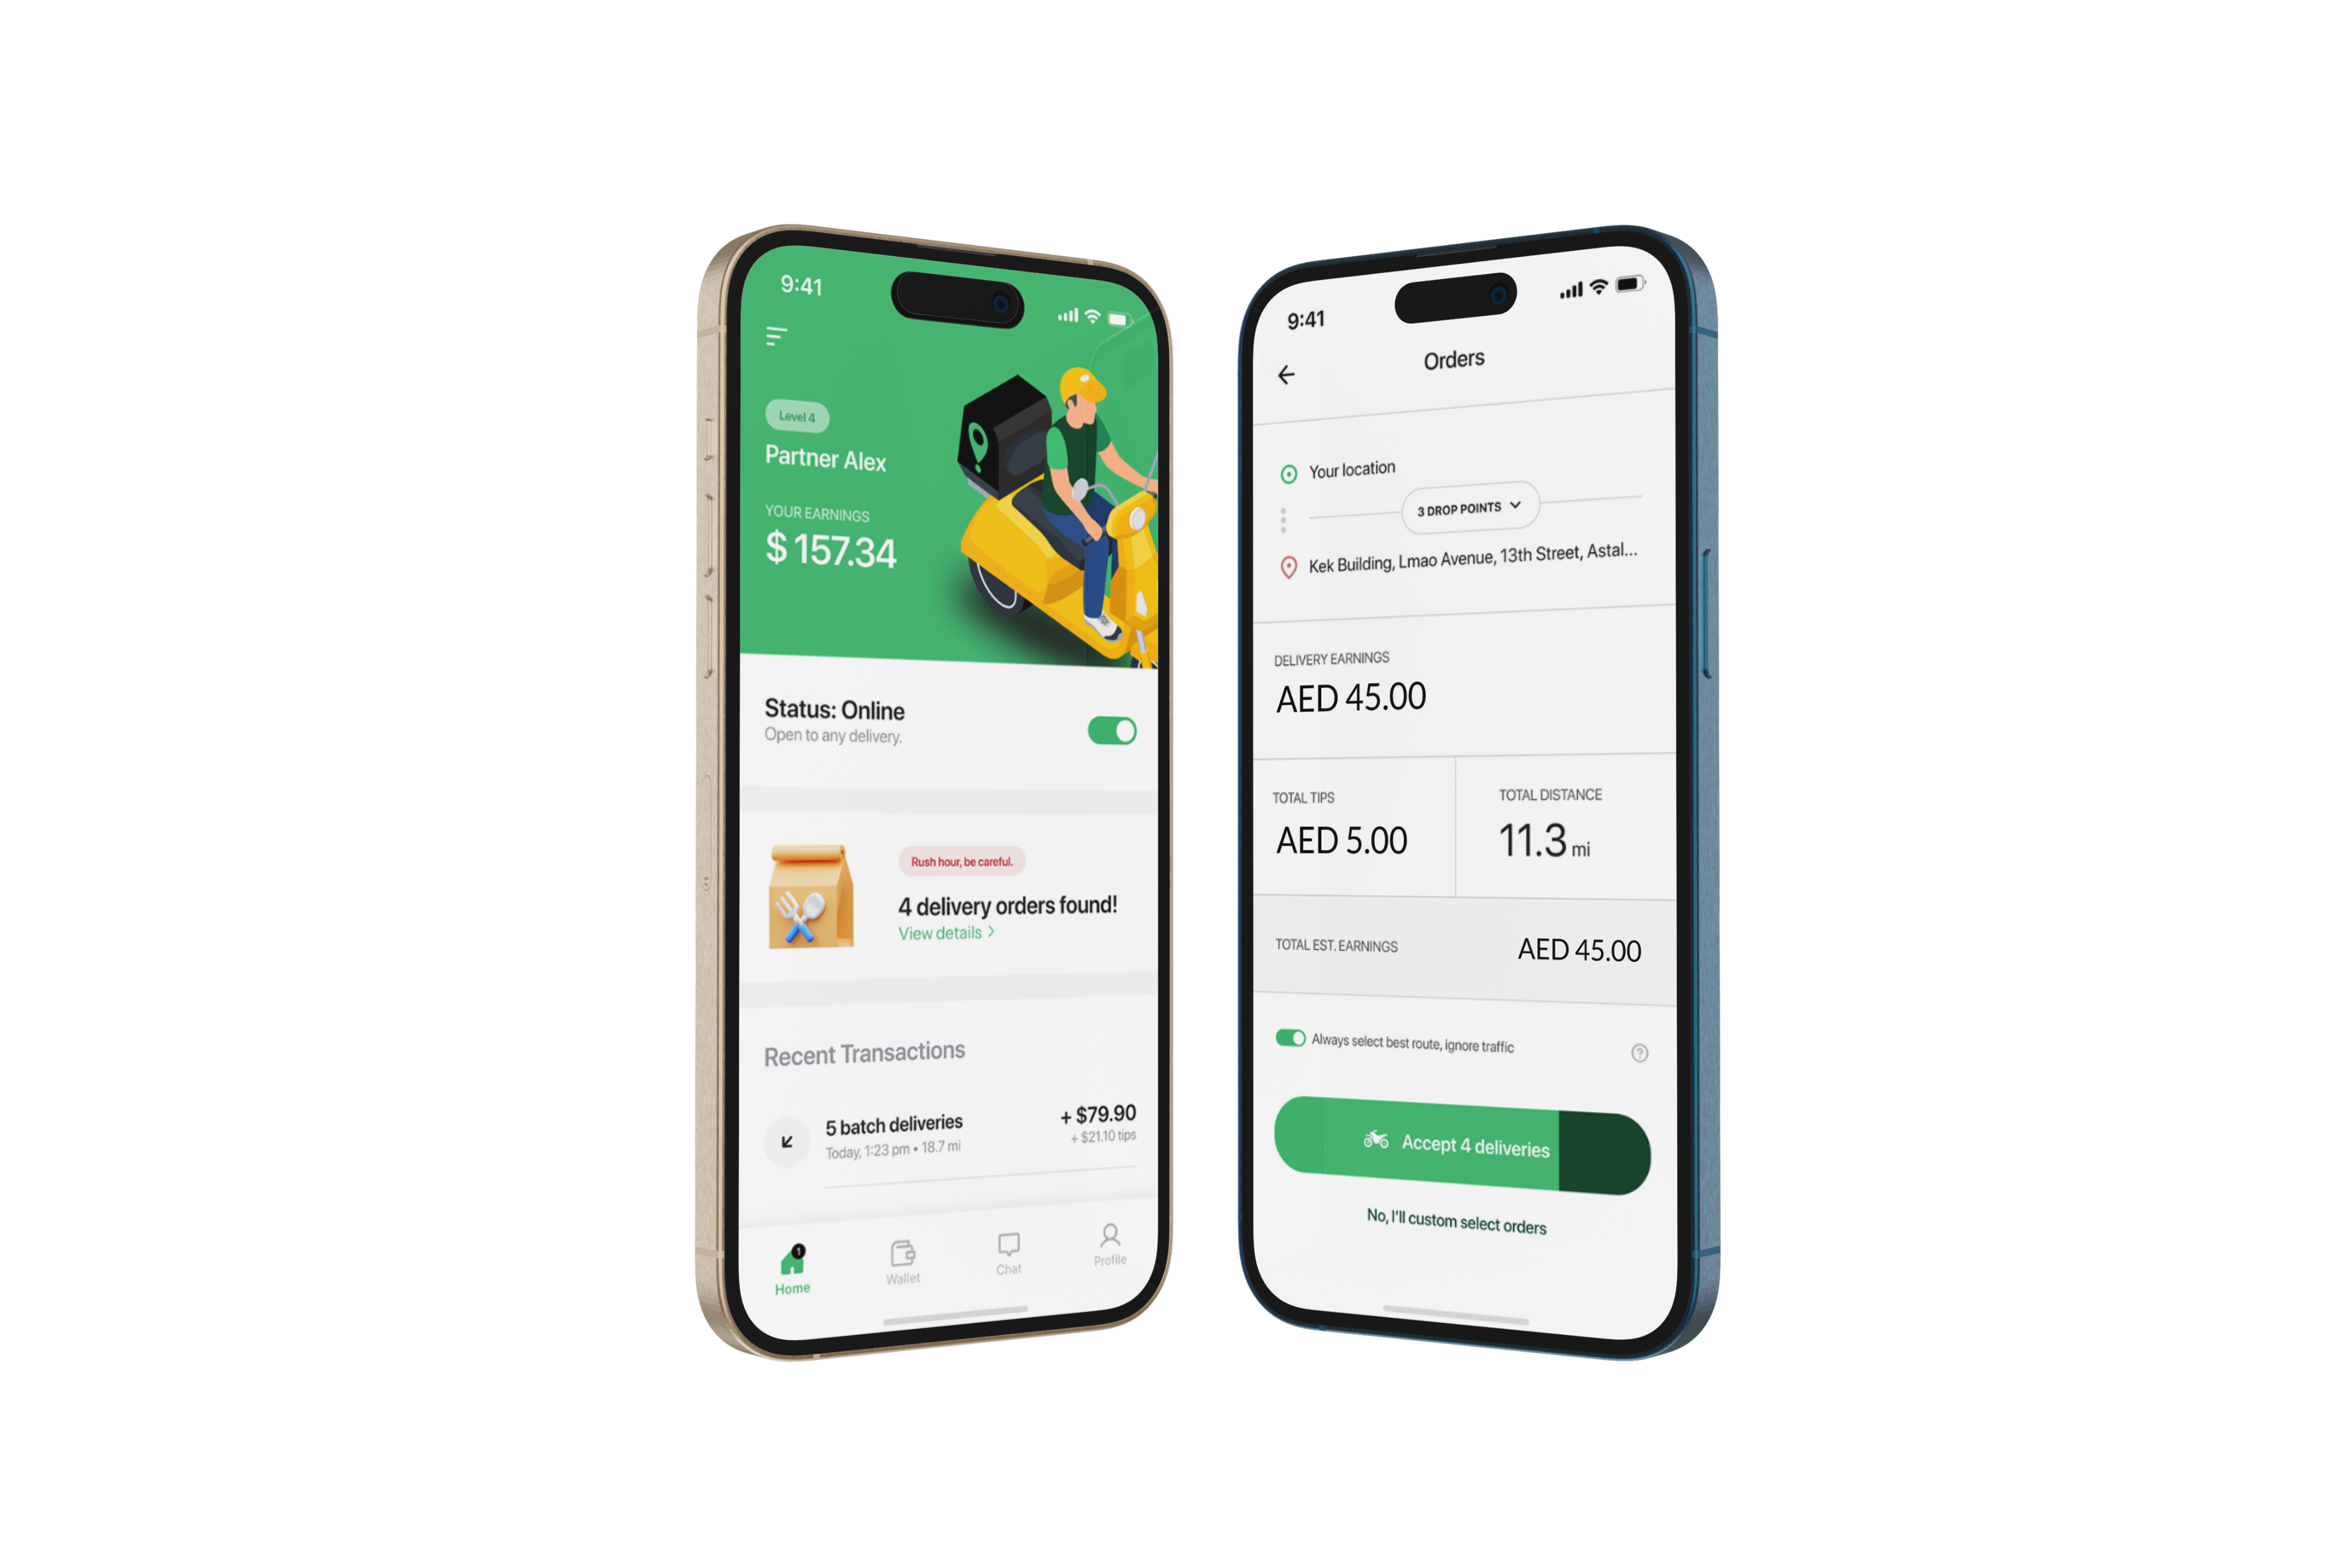 9:41
Level 4
Partner Alex
YOUR EARNINGS
$ 157.34
Status: Online
Open to any delivery.
Rush hour, be careful.
4 delivery orders found!
View details >
Recent Transactions
5 batch deliveries
+ $79.90
Today, 1:23 pm • 18.7 mi
+ $21.10 tips
1
Home
Wallet
Chat
Profile
9:41
Orders
Your location
3 DROP POINTS
Kek Building, Lmao Avenue, 13th Street, Astal...
DELIVERY EARNINGS
AED 45.00
TOTAL TIPS
AED 5.00
TOTAL DISTANCE
11.3 mi
TOTAL EST. EARNINGS
AED 45.00
Always select best route, ignore traffic
?
Accept 4 deliveries
No, I'll custom select orders